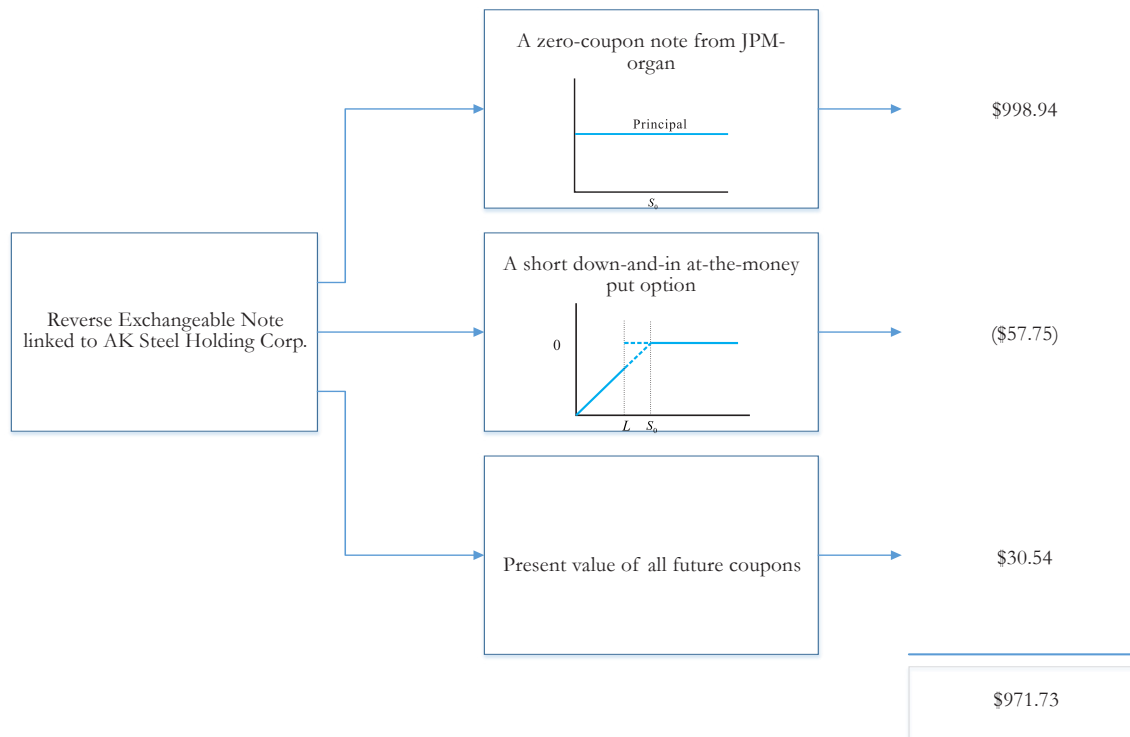 A zero-coupon note from JPM-
organ
Principal
S₀
$998.94
Reverse Exchangeable Note
linked to AK Steel Holding Corp.
A short down-and-in at-the-money
put option
0
L S₀
($57.75)
Present value of all future coupons
$30.54
$971.73